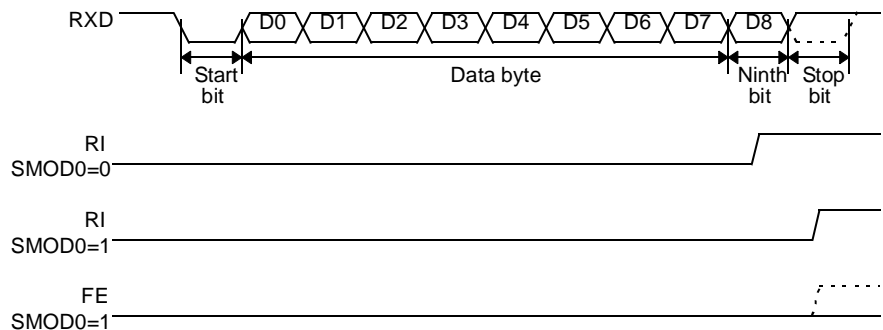 RXD D0 D1 D2 D3 D4 D5 D6 D7 D8
Start bit Data byte Ninth bit Stop bit
RI
SMOD0=0
RI
SMOD0=1
FE
SMOD0=1